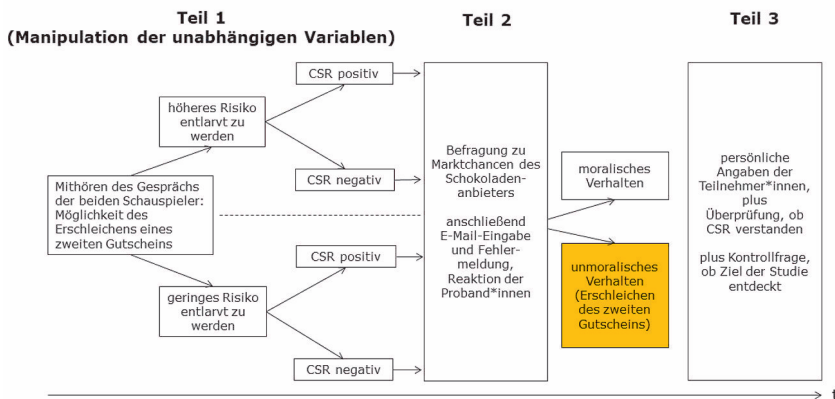 Teil 1
(Manipulation der unabhängigen Variablen)
Teil 2
Teil 3
Mithören des Gesprächs
der beiden Schauspieler:
Möglichkeit des
Erschleichens eines
zweiten Gutscheins
höheres Risiko
entlarvt zu
werden
geringes Risiko
entlarvt zu
werden
CSR positiv
CSR negativ
CSR positiv
CSR negativ
Befragung zu
Marktchancen des
Schokoladen-
anbieters
anschließend
E-Mail-Eingabe
und Fehler-
meldung,
Reaktion der
Proband*innen
moralisches
Verhalten
unmoralisches
Verhalten
(Erschleichen
des zweiten
Gutscheins)
persönliche
Angaben der
Teilnehmer*innen,
plus
Überprüfung, ob
CSR verstanden
plus Kontrollfrage,
ob Ziel der Studie
entdeckt
t